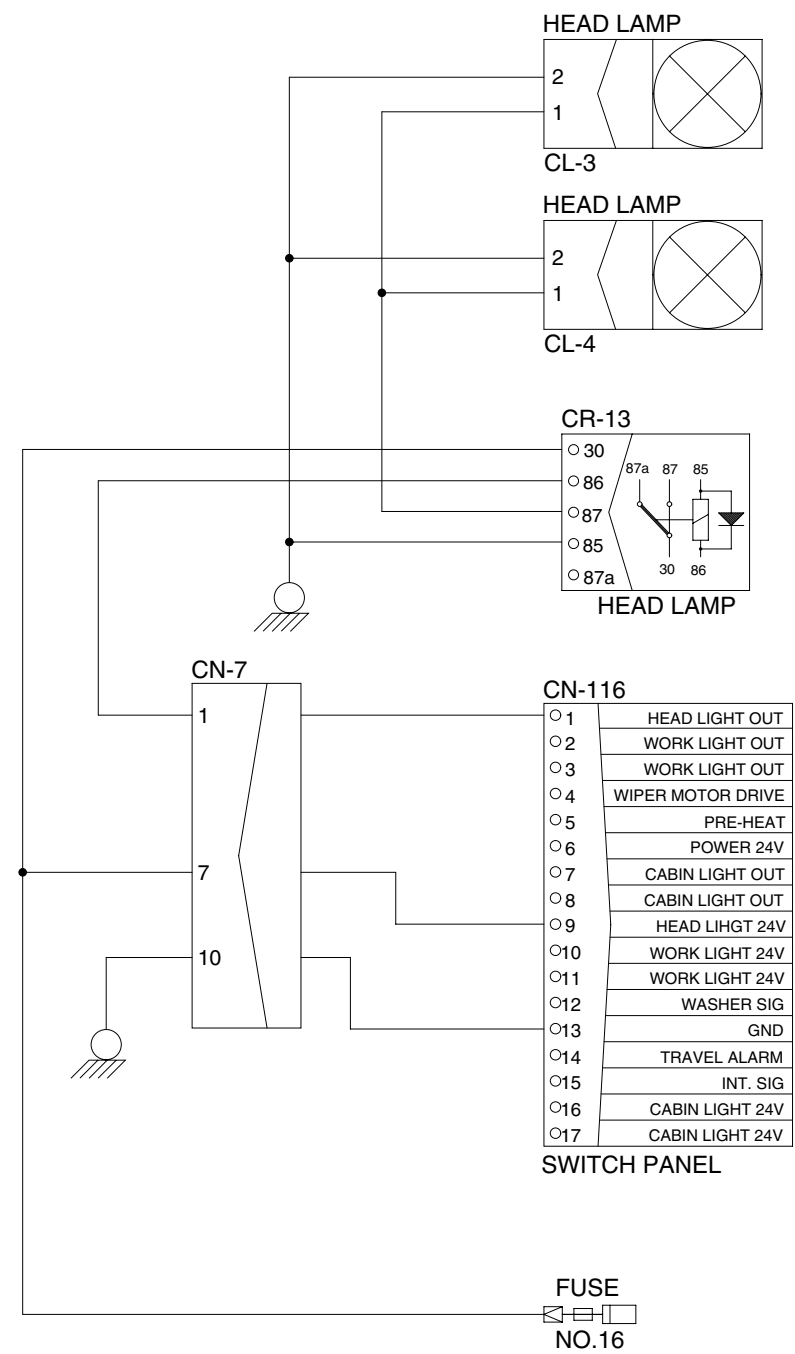 HEAD LAMP
2
1
CL-3
HEAD LAMP
2
1
CL-4
CR-13
30
86
87
85
87a
87a 87 85
30 86
HEAD LAMP
CN-7
1
7
10
CN-116
1 HEAD LIGHT OUT
2 WORK LIGHT OUT
3 WORK LIGHT OUT
4 WIPER MOTOR DRIVE
5 PRE-HEAT
6 POWER 24V
7 CABIN LIGHT OUT
8 CABIN LIGHT OUT
9 HEAD LIHGT 24V
10 WORK LIGHT 24V
11 WORK LIGHT 24V
12 WASHER SIG
13 GND
14 TRAVEL ALARM
15 INT. SIG
16 CABIN LIGHT 24V
17 CABIN LIGHT 24V
SWITCH PANEL
FUSE
NO.16